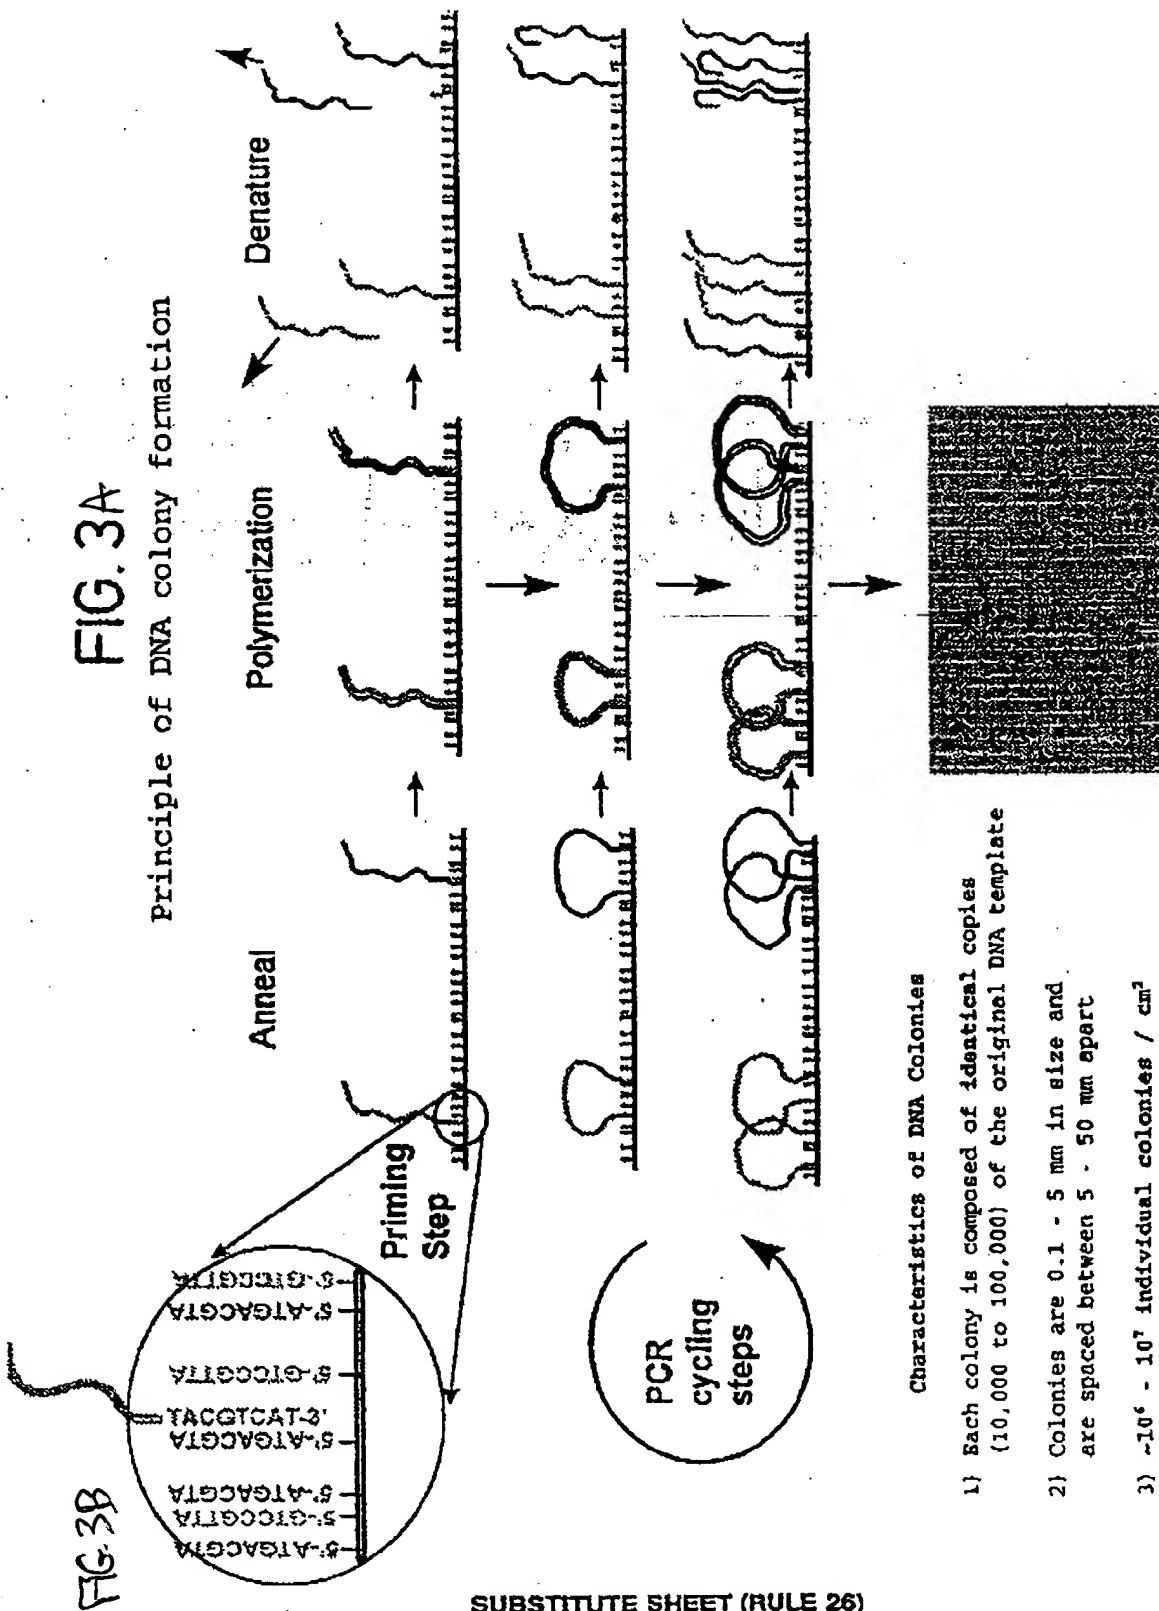 FIG. 3A
Principle of DNA colony formation
Anneal
Polymerization
Denature
FIG. 3B
5'-ATGACGTA
5'-GTCCGTTA
5'-ATGACGTA
5'-ATGACGTA
TACGTCAT-3'
5'-GTCCGTTA
5'-ATGACGTA
5'-GTCCGTTA
Priming
Step
PCR
cycling
steps
Characteristics of DNA Colonies
1) Each colony is composed of identical copies
(10,000 to 100,000) of the original DNA template
2) Colonies are 0.1 - 5 mm in size and
are spaced between 5 - 50 mm apart
3) ~10⁶ - 10⁷ individual colonies / cm²
SUBSTITUTE SHEET (RULE 26)